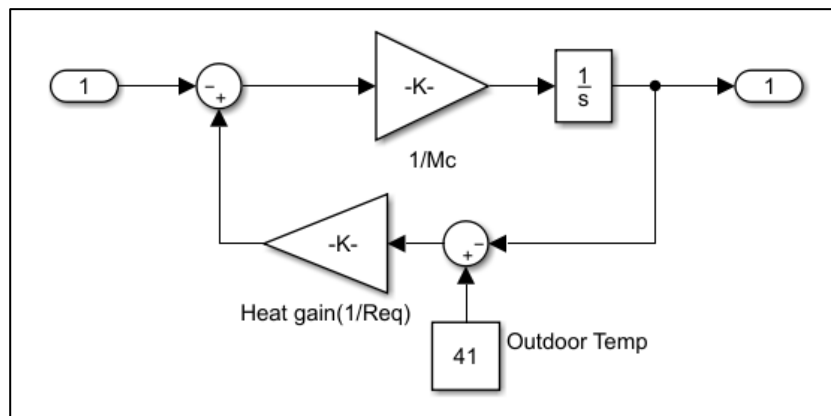 1
−
+
-K-
1
s
1
1/Mc
-K-
+
−
Heat gain(1/Req)
41
Outdoor Temp